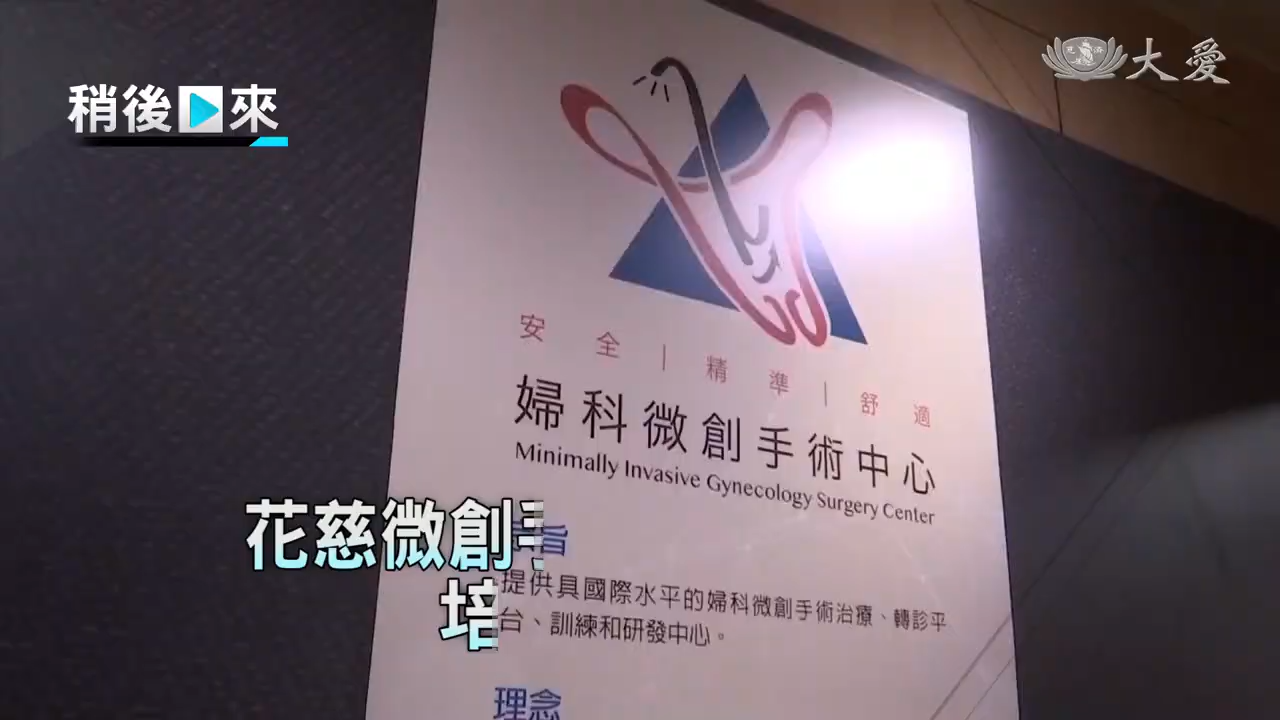 大愛
稍後來
安全|精準|舒適
婦科微創手術中心
Minimally Invasive Gynecology Surgery Center
花慈微創
旨
培
提供具國際水平的婦科微創手術治療、轉診平
台、訓練和研發中心。
理念